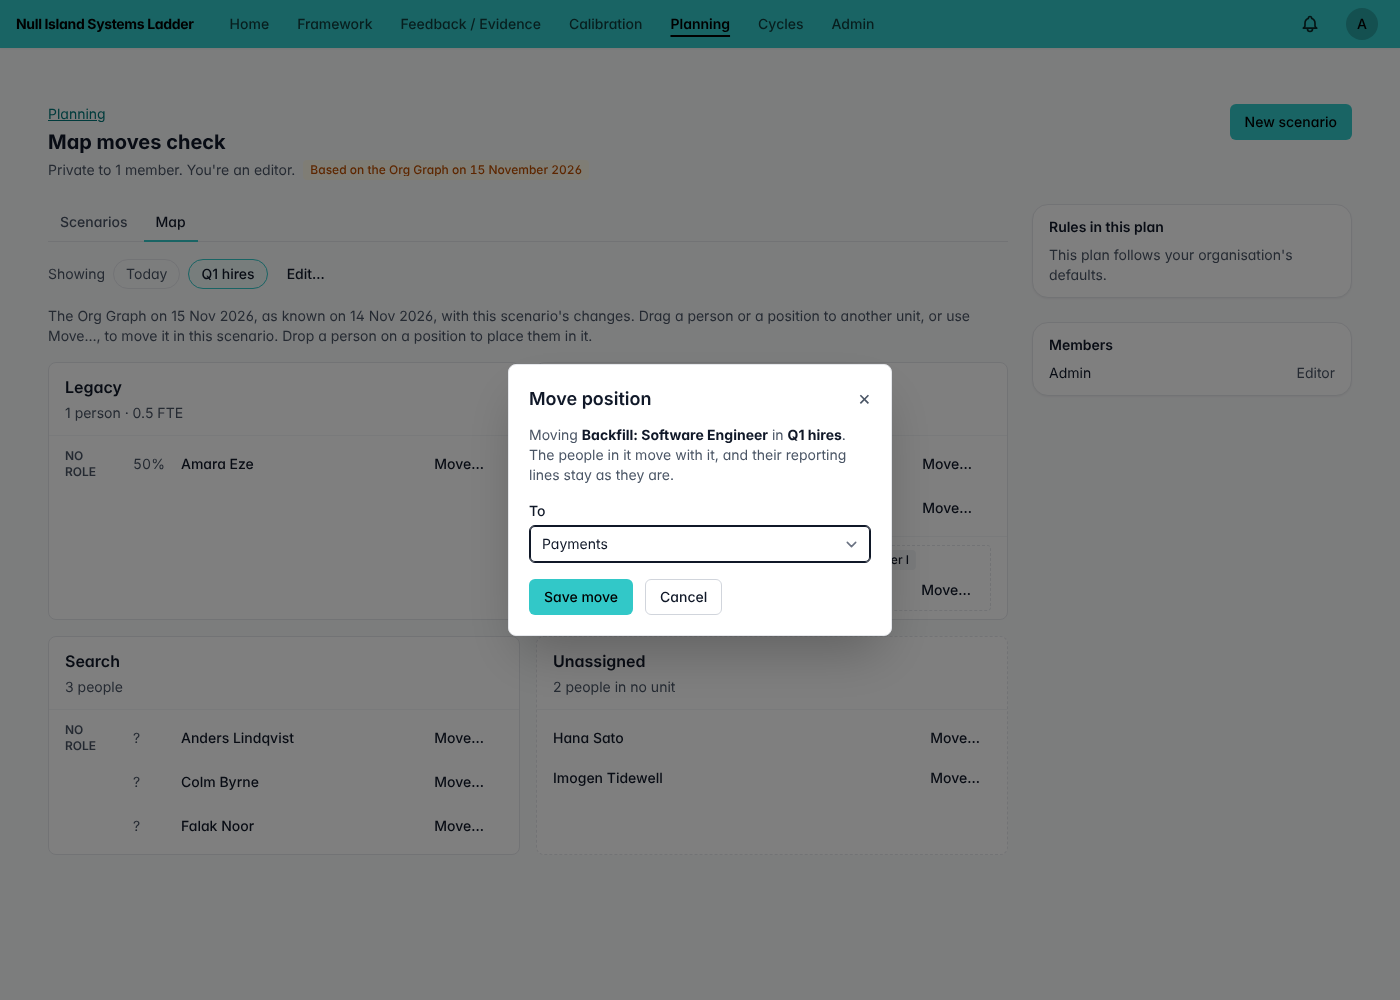 Null Island Systems Ladder
Home
Framework
Feedback / Evidence
Calibration
Planning
Cycles
Admin
A
Planning
Map moves check
Private to 1 member. You're an editor.
Based on the Org Graph on 15 November 2026
New scenario
Scenarios
Map
Showing
Today
Q1 hires
Edit...
The Org Graph on 15 Nov 2026, as known on 14 Nov 2026, with this scenario's changes. Drag a person or a position to another unit, or use
Move..., to move it in this scenario. Drop a person on a position to place them in it.
Rules in this plan
This plan follows your organisation's
defaults.
Members
Admin
Editor
Legacy
1 person · 0.5 FTE
NO
ROLE
50%
Amara Eze
Move...
Move...
Move...
er I
Move...
Move position
Moving Backfill: Software Engineer in Q1 hires.
The people in it move with it, and their reporting
lines stay as they are.
To
Payments
Save move
Cancel
Search
3 people
NO
ROLE
?
Anders Lindqvist
Move...
?
Colm Byrne
Move...
?
Falak Noor
Move...
Unassigned
2 people in no unit
Hana Sato
Move...
Imogen Tidewell
Move...